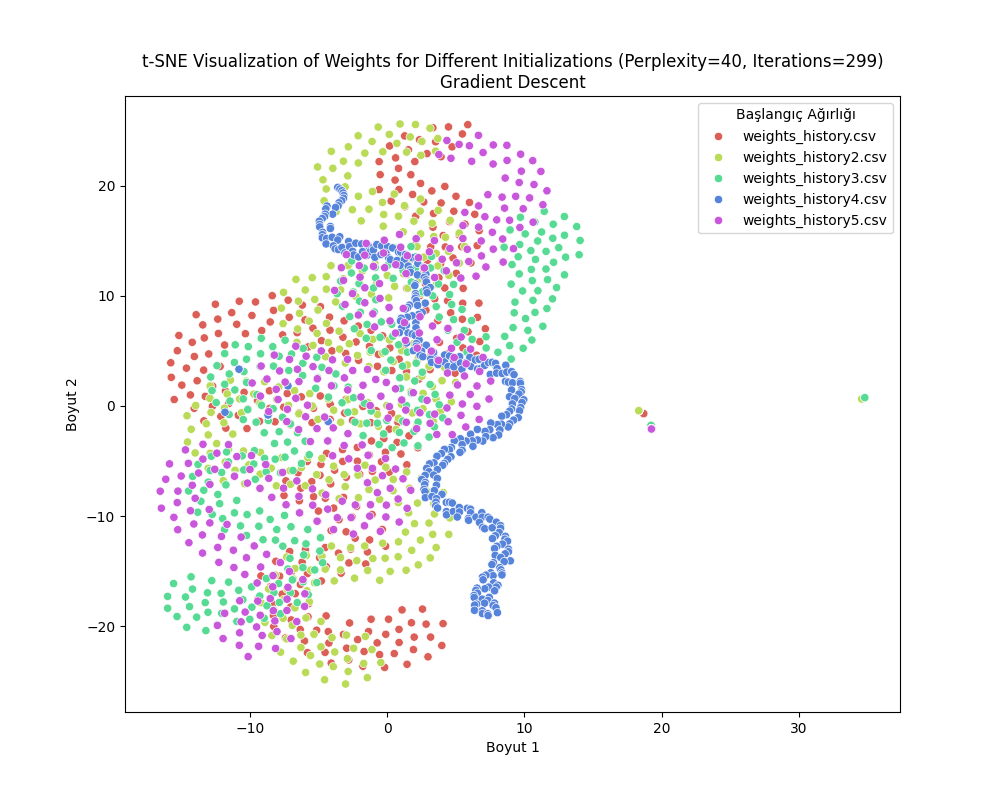 t-SNE Visualization of Weights for Different Initializations (Perplexity=40, Iterations=299)
Gradient Descent
Başlangıç Ağırlığı
weights_history.csv
weights_history2.csv
weights_history3.csv
weights_history4.csv
weights_history5.csv
Boyut 2
20
10
0
−10
−20
−10
0
10
20
30
Boyut 1